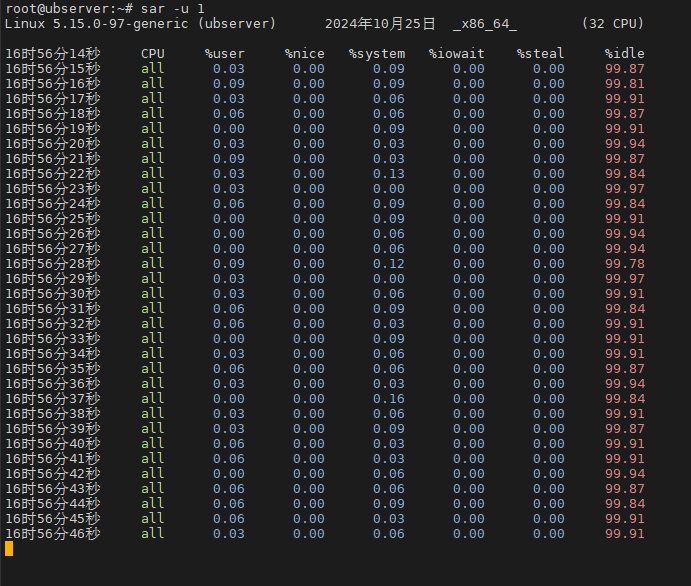 root@ubserver:~# sar -u 1
Linux 5.15.0-97-generic (ubserver) 2024年10月25日 _x86_64_ (32 CPU)
16时56分14秒 CPU %user %nice %system %iowait %steal %idle
16时56分15秒 all 0.03 0.00 0.09 0.00 0.00 99.87
16时56分16秒 all 0.09 0.00 0.09 0.00 0.00 99.81
16时56分17秒 all 0.03 0.00 0.06 0.00 0.00 99.91
16时56分18秒 all 0.06 0.00 0.06 0.00 0.00 99.87
16时56分19秒 all 0.00 0.00 0.09 0.00 0.00 99.91
16时56分20秒 all 0.03 0.00 0.03 0.00 0.00 99.94
16时56分21秒 all 0.09 0.00 0.03 0.00 0.00 99.87
16时56分22秒 all 0.03 0.00 0.13 0.00 0.00 99.84
16时56分23秒 all 0.03 0.00 0.00 0.00 0.00 99.97
16时56分24秒 all 0.06 0.00 0.09 0.00 0.00 99.84
16时56分25秒 all 0.00 0.00 0.09 0.00 0.00 99.91
16时56分26秒 all 0.00 0.00 0.06 0.00 0.00 99.94
16时56分27秒 all 0.00 0.00 0.06 0.00 0.00 99.94
16时56分28秒 all 0.09 0.00 0.12 0.00 0.00 99.78
16时56分29秒 all 0.03 0.00 0.00 0.00 0.00 99.97
16时56分30秒 all 0.03 0.00 0.06 0.00 0.00 99.91
16时56分31秒 all 0.06 0.00 0.09 0.00 0.00 99.84
16时56分32秒 all 0.06 0.00 0.03 0.00 0.00 99.91
16时56分33秒 all 0.00 0.00 0.09 0.00 0.00 99.91
16时56分34秒 all 0.03 0.00 0.06 0.00 0.00 99.91
16时56分35秒 all 0.06 0.00 0.06 0.00 0.00 99.87
16时56分36秒 all 0.03 0.00 0.03 0.00 0.00 99.94
16时56分37秒 all 0.00 0.00 0.16 0.00 0.00 99.84
16时56分38秒 all 0.03 0.00 0.06 0.00 0.00 99.91
16时56分39秒 all 0.03 0.00 0.09 0.00 0.00 99.87
16时56分40秒 all 0.06 0.00 0.03 0.00 0.00 99.91
16时56分41秒 all 0.06 0.00 0.03 0.00 0.00 99.91
16时56分42秒 all 0.00 0.00 0.06 0.00 0.00 99.94
16时56分43秒 all 0.06 0.00 0.06 0.00 0.00 99.87
16时56分44秒 all 0.06 0.00 0.09 0.00 0.00 99.84
16时56分45秒 all 0.06 0.00 0.03 0.00 0.00 99.91
16时56分46秒 all 0.03 0.00 0.06 0.00 0.00 99.91